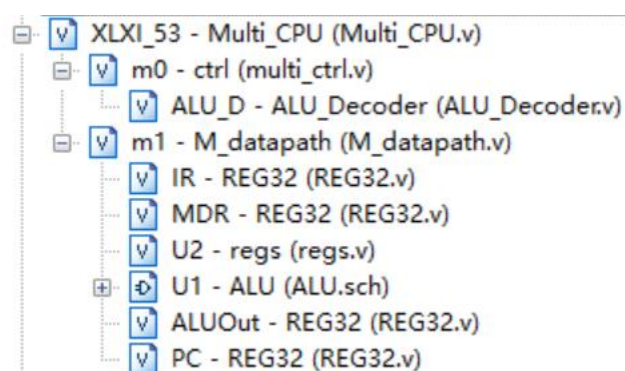 XLXI_53 - Multi_CPU (Multi_CPU.v)
m0 - ctrl (multi_ctrl.v)
ALU_D - ALU_Decoder (ALU_Decoder.v)
m1 - M_datapath (M_datapath.v)
IR - REG32 (REG32.v)
MDR - REG32 (REG32.v)
U2 - regs (regs.v)
U1 - ALU (ALU.sch)
ALUOut - REG32 (REG32.v)
PC - REG32 (REG32.v)